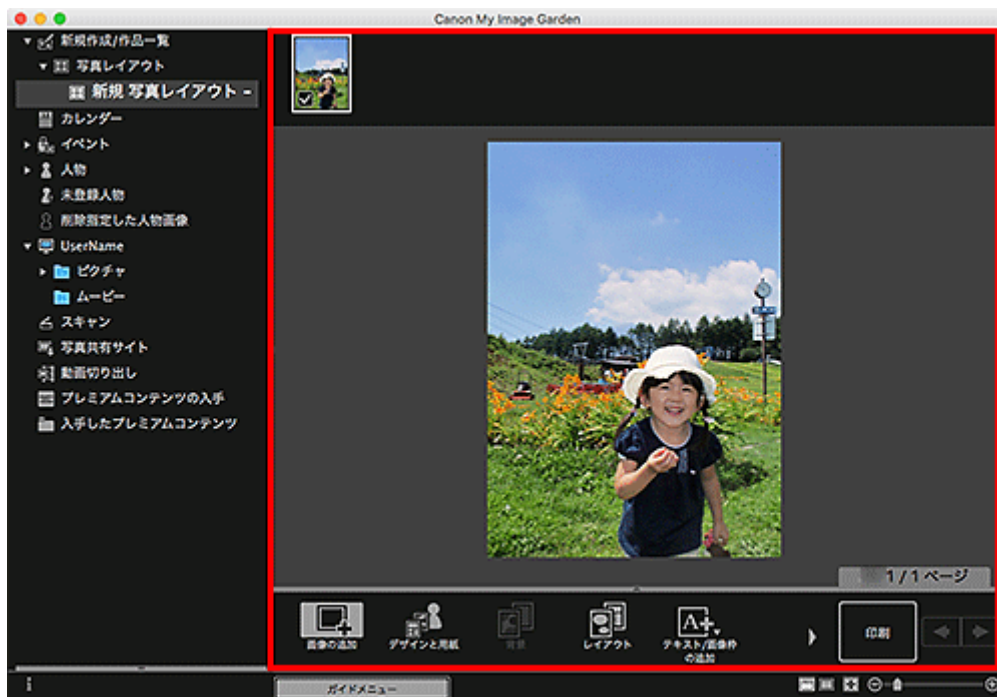 Canon My Image Garden
新規作成/作品一覧
写真レイアウト
新規 写真レイアウト -
カレンダー
イベント
人物
未登録人物
削除指定した人物画像
UserName
ピクチャ
ムービー
スキャン
写真共有サイト
動画切り出し
プレミアムコンテンツの入手
入手したプレミアムコンテンツ
1 / 1 ページ
画像の追加
デザインと用紙
背景
レイアウト
テキスト/画像枠
の追加
印刷
ガイドメニュー